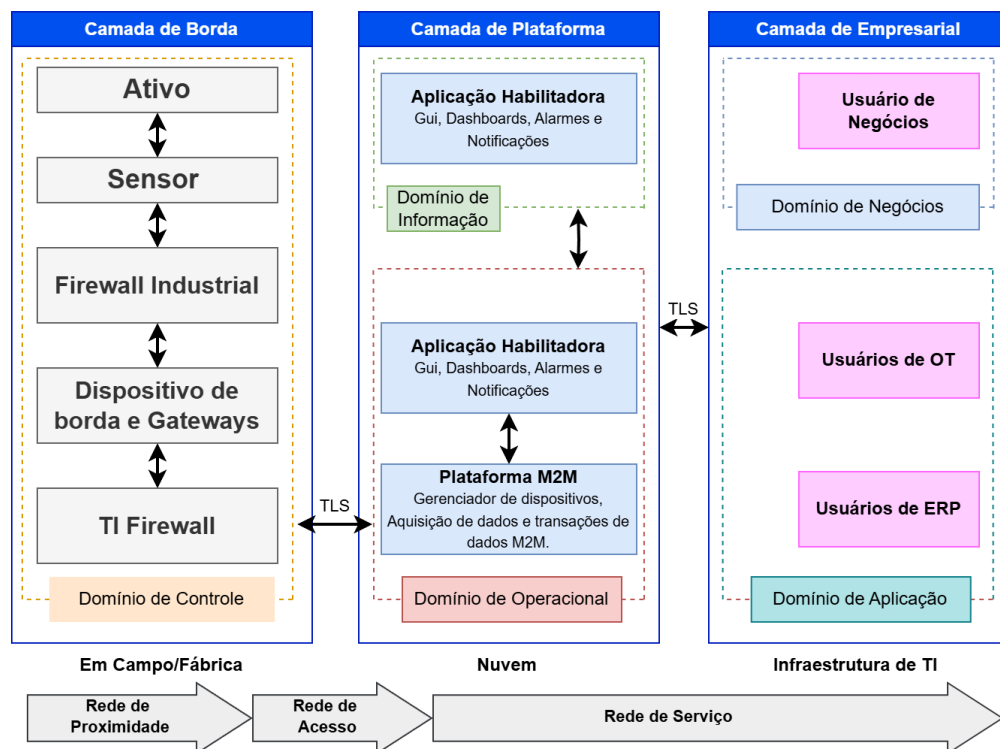 Camada de Borda
Ativo
Sensor
Firewall Industrial
Dispositivo de
borda e Gateways
TI Firewall
Domínio de Controle
TLS
Camada de Plataforma
Aplicação Habilitadora
Gui, Dashboards, Alarmes e
Notificações
Domínio de
Informação
Aplicação Habilitadora
Gui, Dashboards, Alarmes e
Notificações
Plataforma M2M
Gerenciador de dispositivos,
Aquisição de dados e transações de
dados M2M.
Domínio de Operacional
TLS
Camada de Empresarial
Usuário de
Negócios
Domínio de Negócios
Usuários de OT
Usuários de ERP
Domínio de Aplicação
Em Campo/Fábrica
Nuvem
Infraestrutura de TI
Rede de
Proximidade
Rede de
Acesso
Rede de Serviço